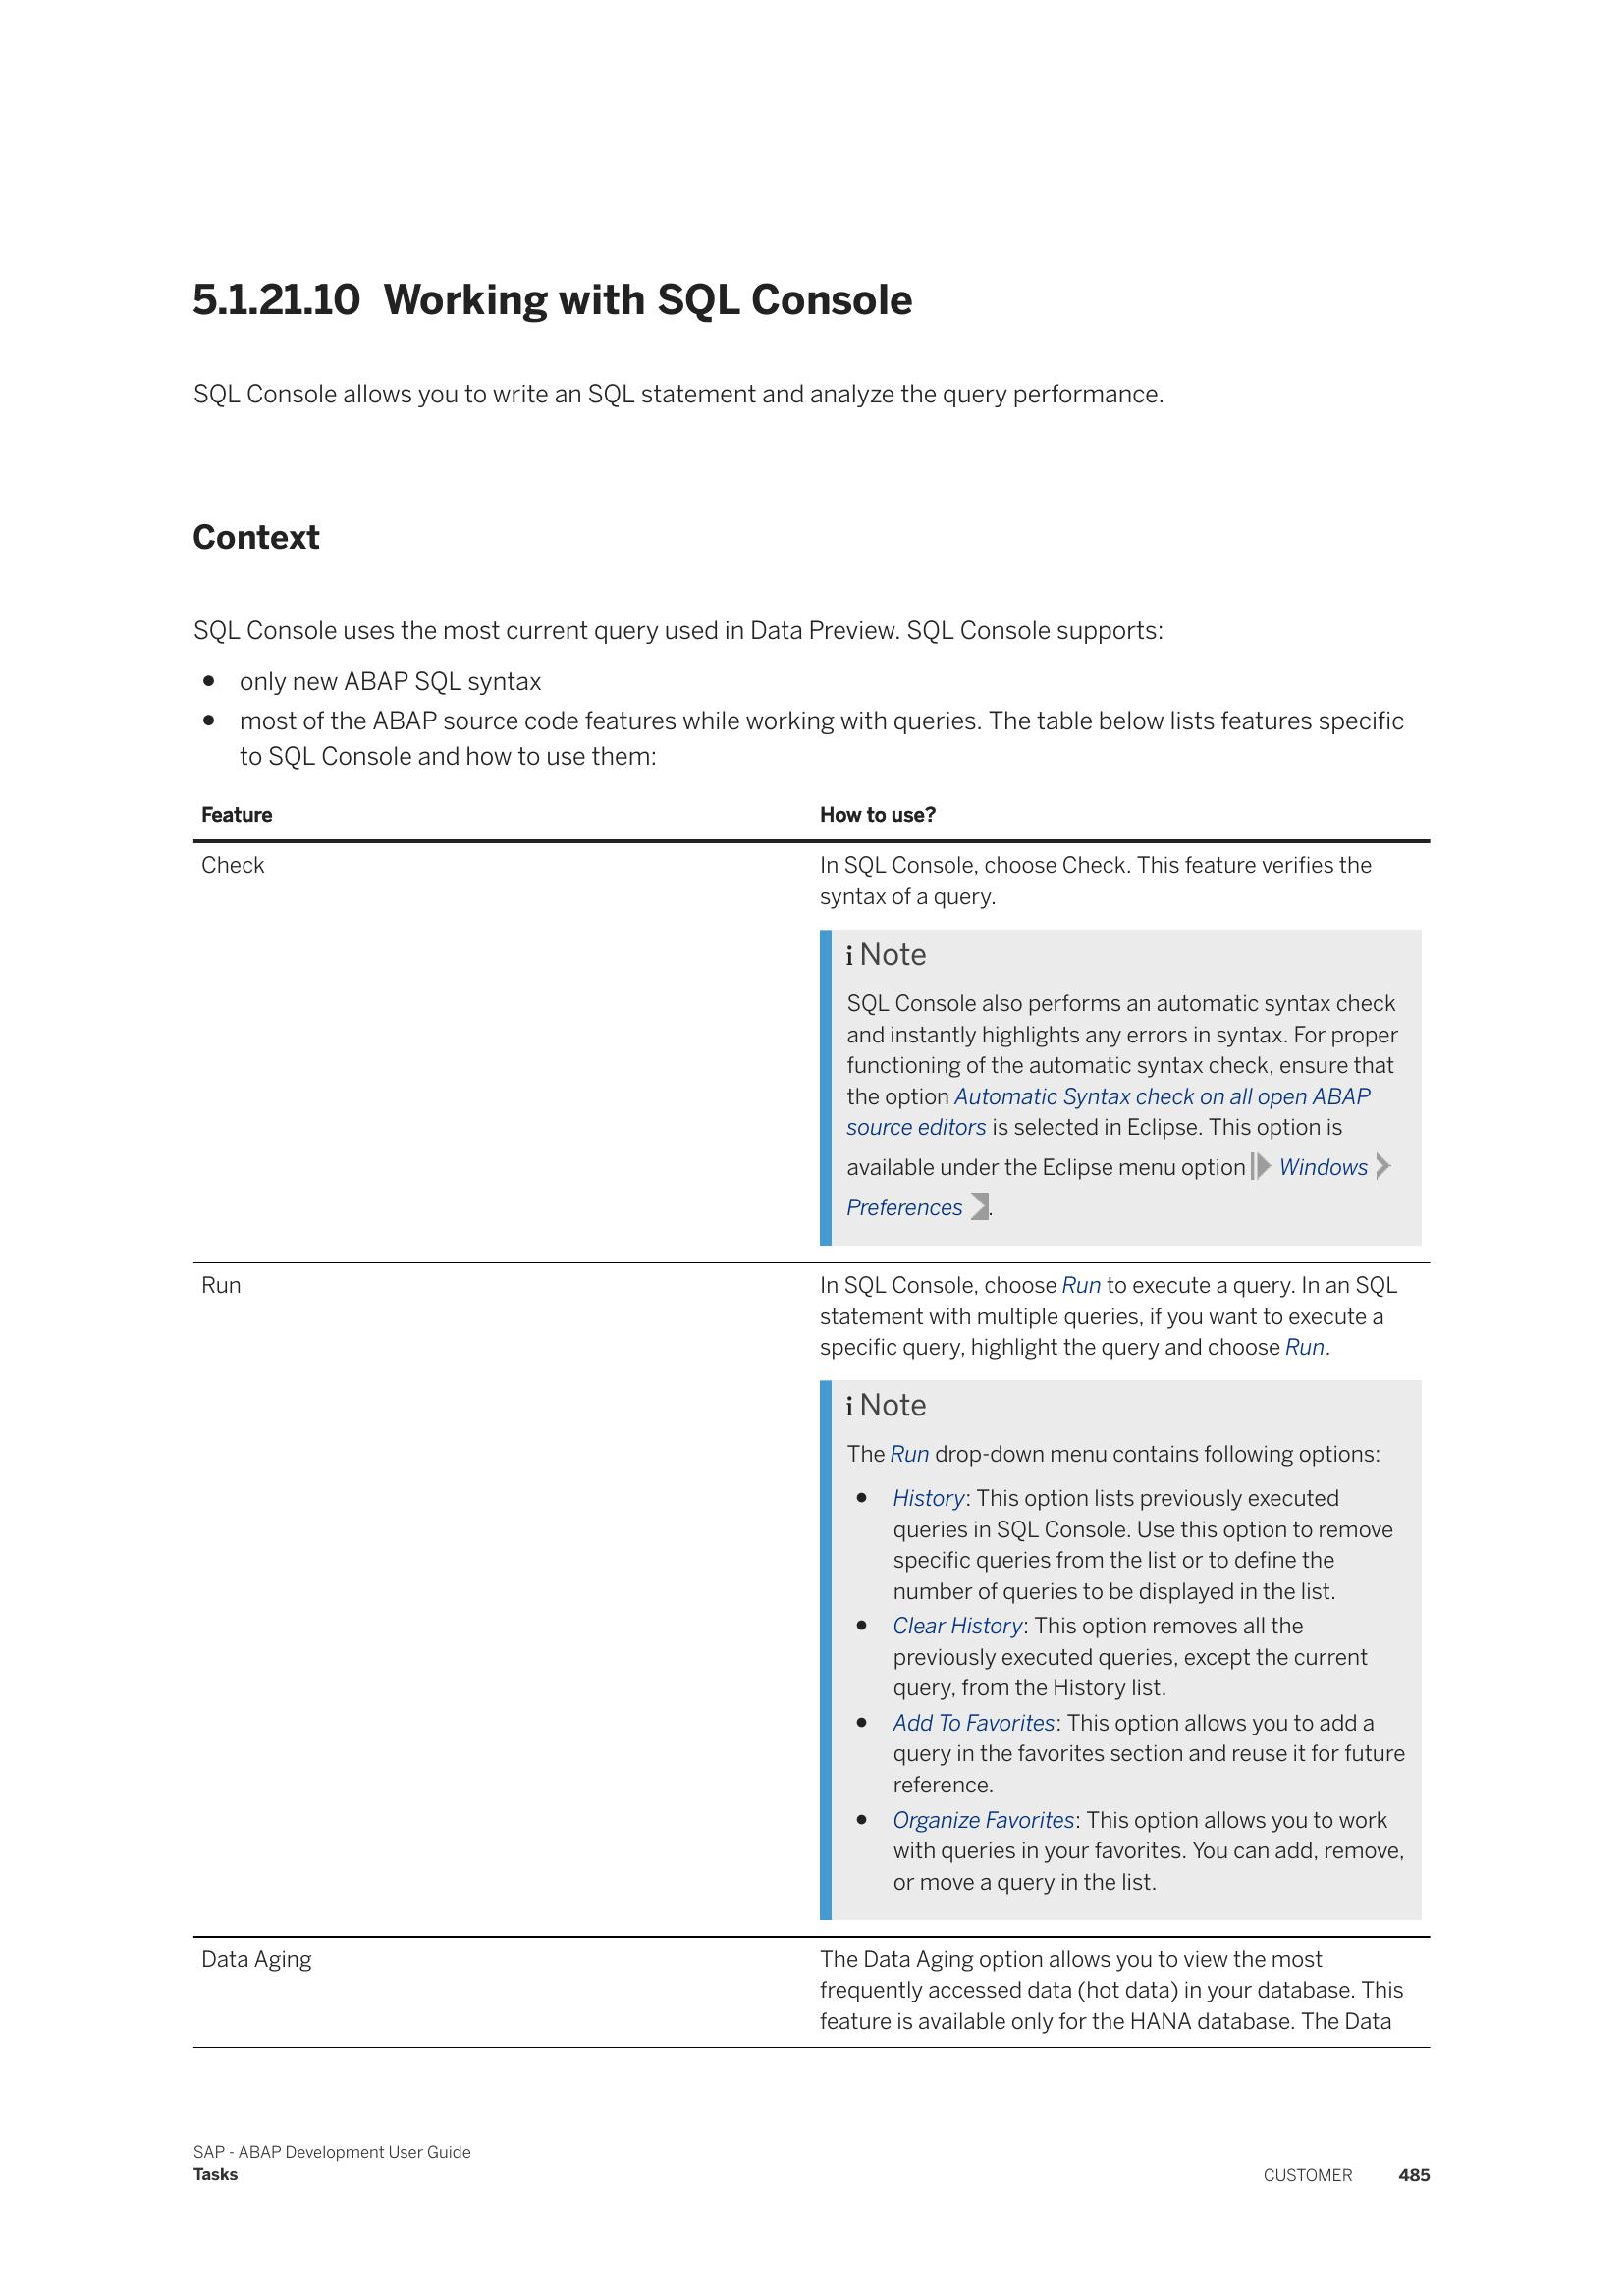 5.1.21.10 Working with SQL Console
SQL Console allows you to write an SQL statement and analyze the query performance.
Context
SQL Console uses the most current query used in Data Preview. SQL Console supports:
● only new ABAP SQL syntax
● most of the ABAP source code features while working with queries. The table below lists features specific
to SQL Console and how to use them:
Feature How to use?
Check In SQL Console, choose Check. This feature verifies the
syntax of a query.
i Note
SQL Console also performs an automatic syntax check
and instantly highlights any errors in syntax. For proper
functioning of the automatic syntax check, ensure that
the option Automatic Syntax check on all open ABAP
source editors is selected in Eclipse. This option is
available under the Eclipse menu option Windows
Preferences .
Run In SQL Console, choose Run to execute a query. In an SQL
statement with multiple queries, if you want to execute a
specific query, highlight the query and choose Run.
i Note
The Run drop-down menu contains following options:
● History: This option lists previously executed
queries in SQL Console. Use this option to remove
specific queries from the list or to define the
number of queries to be displayed in the list.
● Clear History: This option removes all the
previously executed queries, except the current
query, from the History list.
● Add To Favorites: This option allows you to add a
query in the favorites section and reuse it for future
reference.
● Organize Favorites: This option allows you to work
with queries in your favorites. You can add, remove,
or move a query in the list.
Data Aging The Data Aging option allows you to view the most
frequently accessed data (hot data) in your database. This
feature is available only for the HANA database. The Data
SAP - ABAP Development User Guide
Tasks CUSTOMER 485